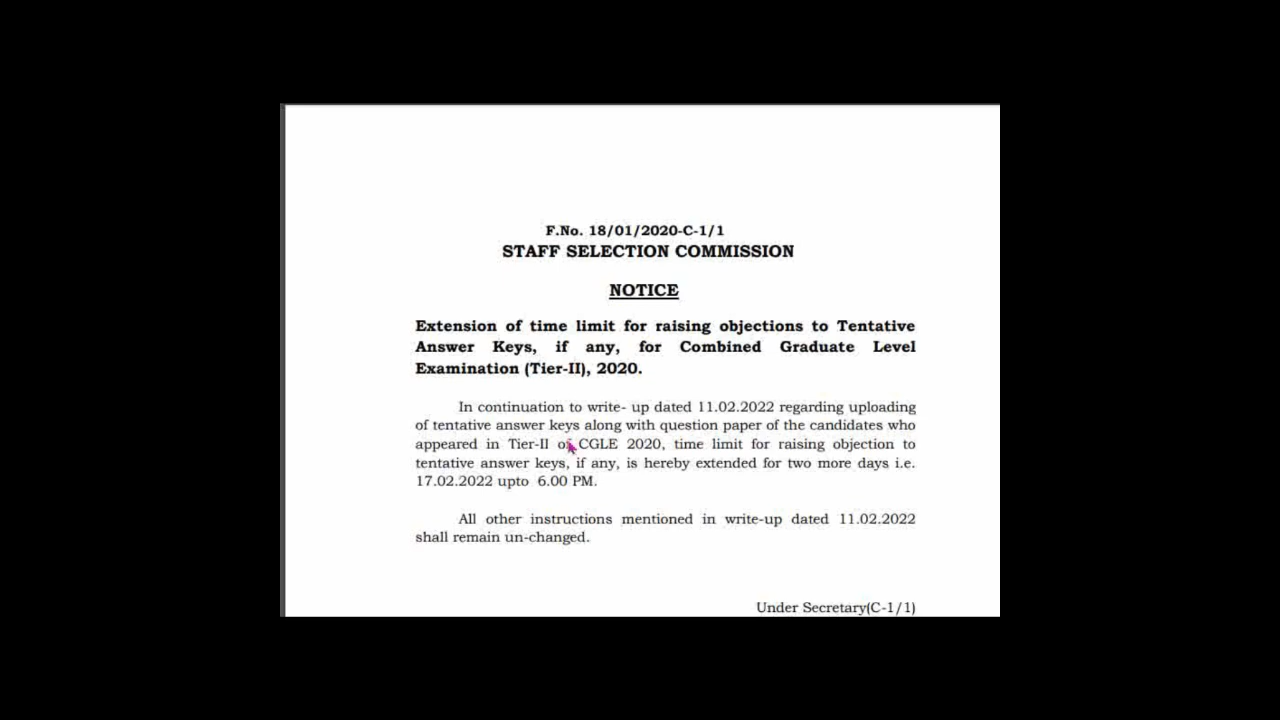 F.No. 18/01/2020-C-1/1
STAFF SELECTION COMMISSION
NOTICE
Extension of time limit for raising objections to Tentative
Answer Keys, if any, for Combined Graduate Level
Examination (Tier-II), 2020.
In continuation to write- up dated 11.02.2022 regarding uploading
of tentative answer keys along with question paper of the candidates who
appeared in Tier-II of CGLE 2020, time limit for raising objection to
tentative answer keys, if any, is hereby extended for two more days i.e.
17.02.2022 upto 6.00 PM.
All other instructions mentioned in write-up dated 11.02.2022
shall remain un-changed.
Under Secretary(C-1/1)